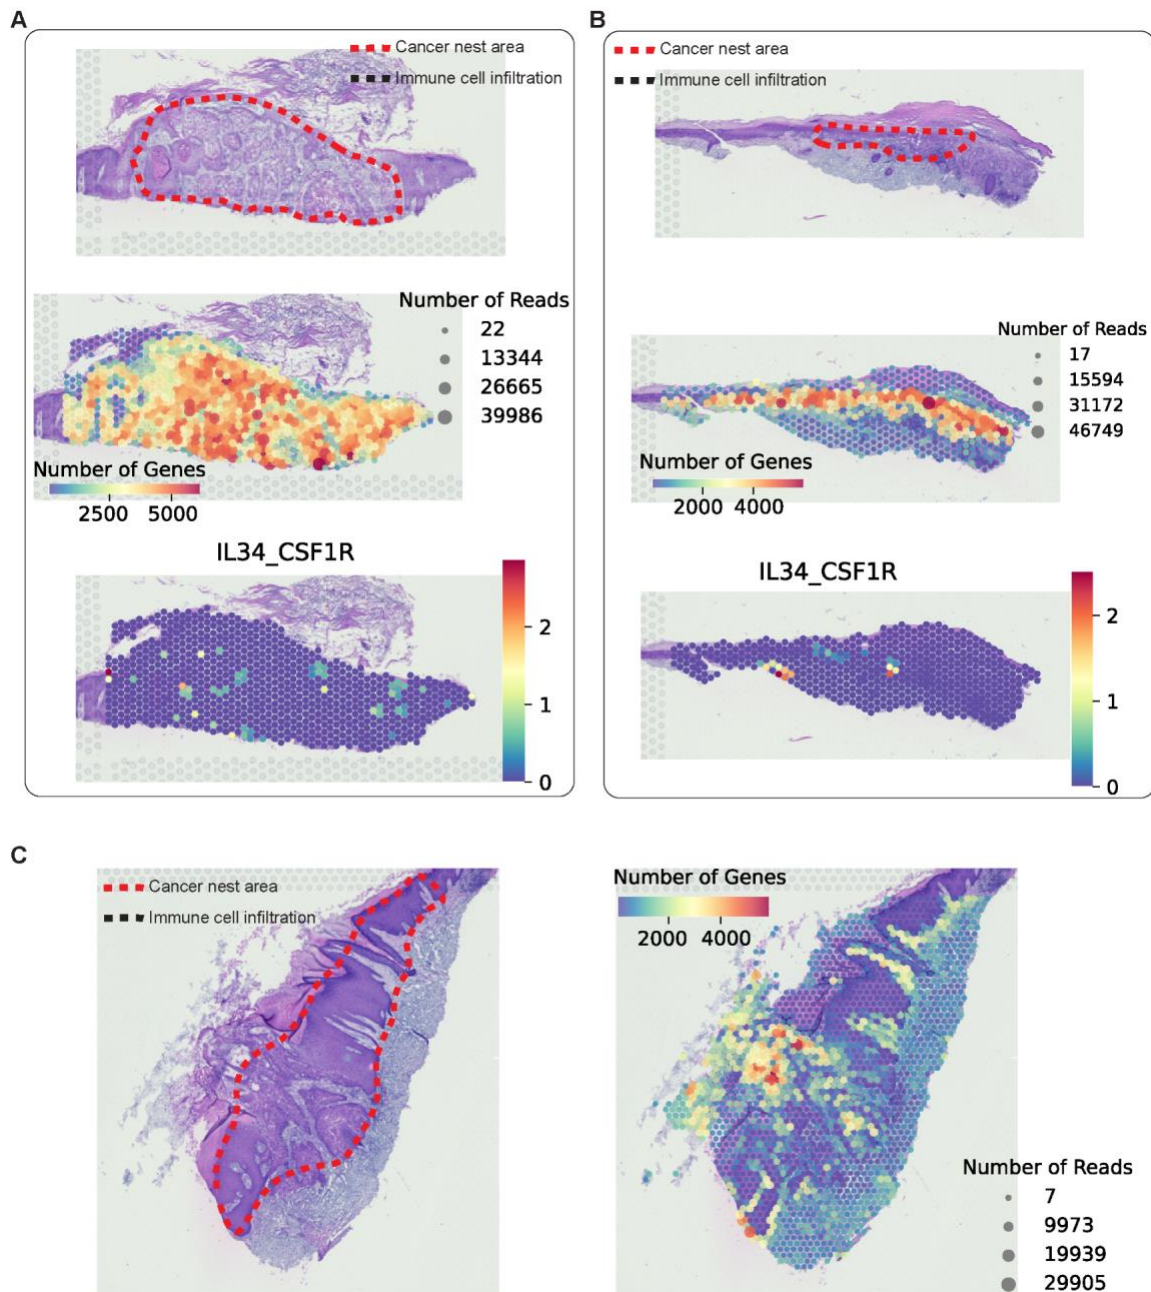 A
Cancer nest area
Immune cell infiltration
Number of Reads
22
13344
26665
39986
Number of Genes
2500 5000
IL34_CSF1R
2
1
0
B
Cancer nest area
Immune cell infiltration
Number of Reads
17
15594
31172
46749
Number of Genes
2000 4000
IL34_CSF1R
2
1
0
C
Cancer nest area
Immune cell infiltration
Number of Genes
2000 4000
Number of Reads
7
9973
19939
29905